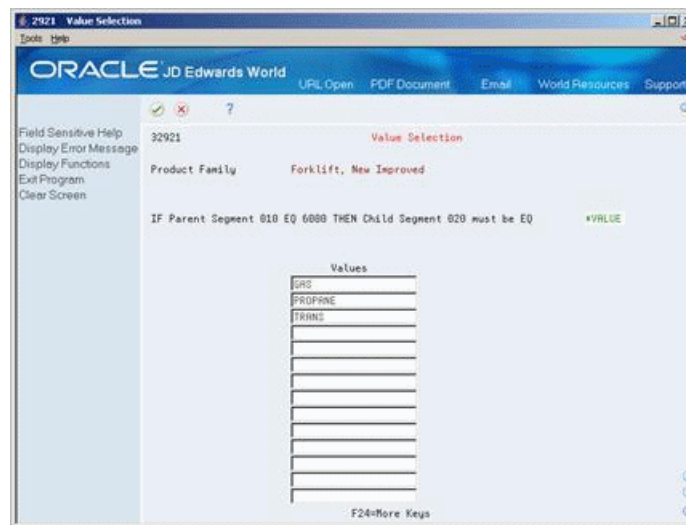 2921 Value Selection
Tools Help
ORACLE JD Edwards World
URL Open PDF Document Email World Resources Support
?
Field Sensitive Help
Display Error Message
Display Functions
Exit Program
Clear Screen
32921 Value Selection
Product Family Forklift, New Improved
IF Parent Segment 010 EQ 6000 THEN Child Segment 020 must be EQ *VALUE
Values
GAS
PROPANE
TRANS
F24=More Keys